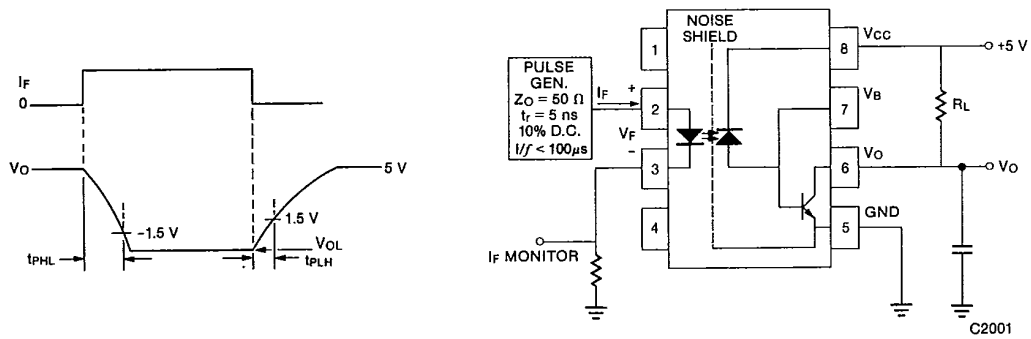 IF
0
VO
5 V
1.5 V
1.5 V
VOL
tPHL
tPLH
NOISE
SHIELD
PULSE
GEN.
ZO = 50 Ω
tr = 5 ns
10% D.C.
I/f < 100µs
IF
+
VF
−
1
2
3
4
8
7
6
5
VCC
VB
VO
GND
+5 V
RL
VO
IF MONITOR
C2001